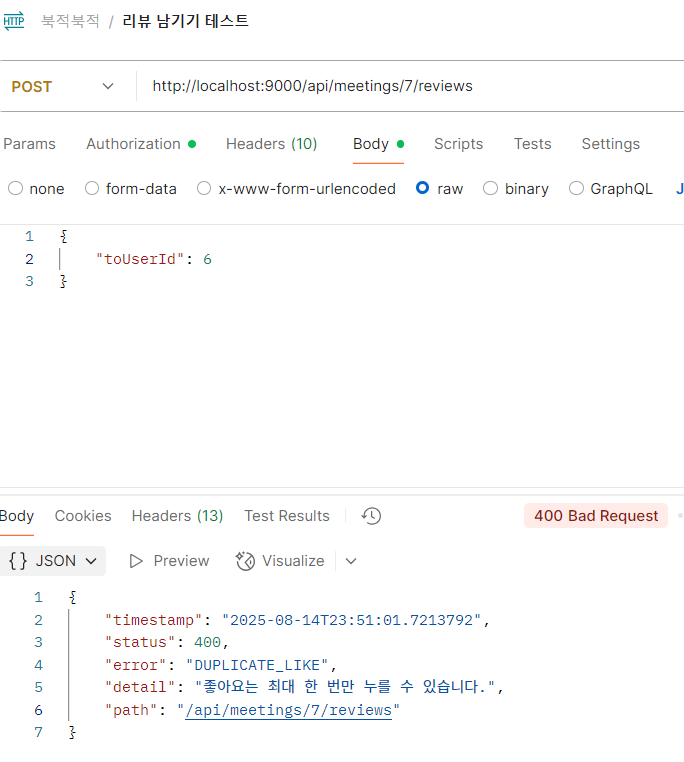 HTTP 북적북적 / 리뷰 남기기 테스트
POST http://localhost:9000/api/meetings/7/reviews
Params Authorization Headers (10) Body Scripts Tests Settings
none form-data x-www-form-urlencoded raw binary GraphQL J
1 {
2 "toUserId": 6
3 }
Body Cookies Headers (13) Test Results 400 Bad Request
{} JSON Preview Visualize
1 {
2 "timestamp": "2025-08-14T23:51:01.7213792",
3 "status": 400,
4 "error": "DUPLICATE_LIKE",
5 "detail": "좋아요는 최대 한 번만 누를 수 있습니다.",
6 "path": "/api/meetings/7/reviews"
7 }